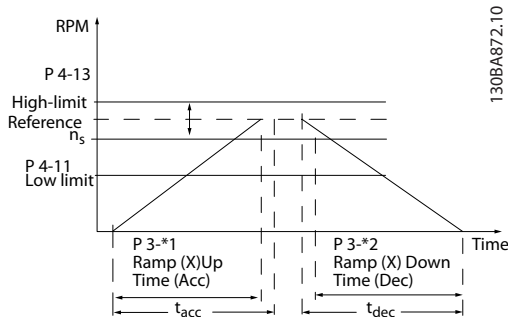 RPM
P 4-13
High-limit
Reference
ns
P 4-11
Low limit
P 3-*1
Ramp (X)Up
Time (Acc)
tacc
P 3-*2
Ramp (X) Down
Time (Dec)
tdec
Time
130BA872.10